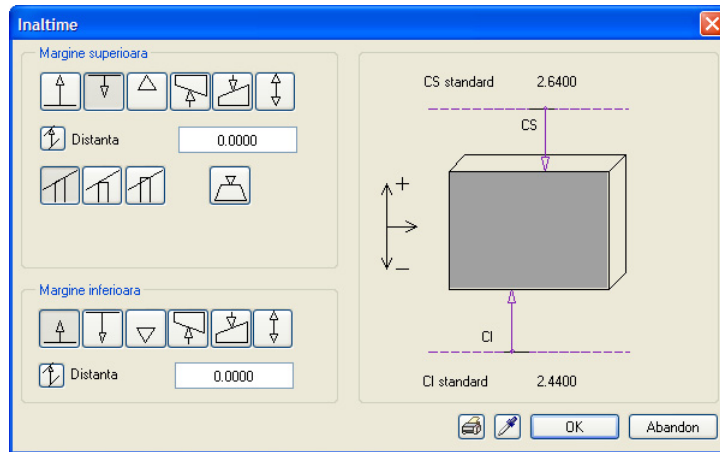 Inaltime
Margine superioara
Distanta 0.0000
Margine inferioara
Distanta 0.0000
CS standard 2.6400
CS
+
–
CI
CI standard 2.4400
OK Abandon